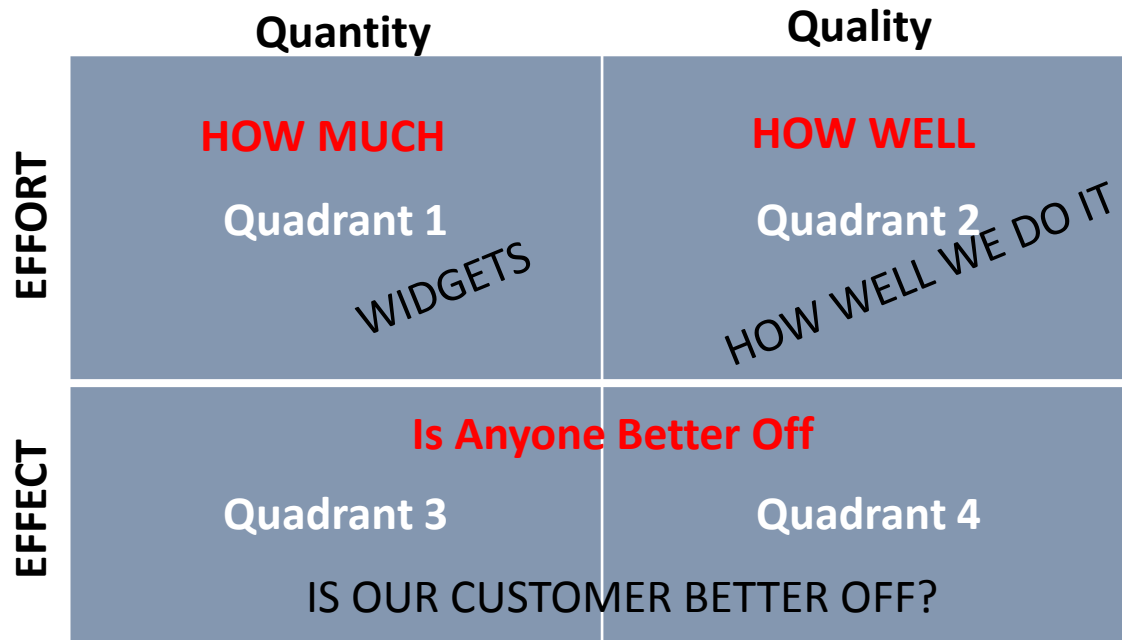 Quantity
Quality
EFFORT
HOW MUCH
Quadrant 1
WIDGETS
HOW WELL
Quadrant 2
HOW WELL WE DO IT
EFFECT
Is Anyone Better Off
Quadrant 3
Quadrant 4
IS OUR CUSTOMER BETTER OFF?